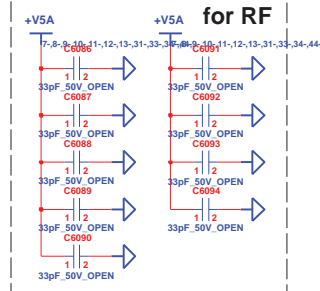 for RF
+V5A +V5A
C6086 C6091
1 2 1 2
33pF_50V_OPEN 33pF_50V_OPEN
C6087 C6092
1 2 1 2
33pF_50V_OPEN 33pF_50V_OPEN
C6088 C6093
1 2 1 2
33pF_50V_OPEN 33pF_50V_OPEN
C6089 C6094
1 2 1 2
33pF_50V_OPEN 33pF_50V_OPEN
C6090
1 2
33pF_50V_OPEN